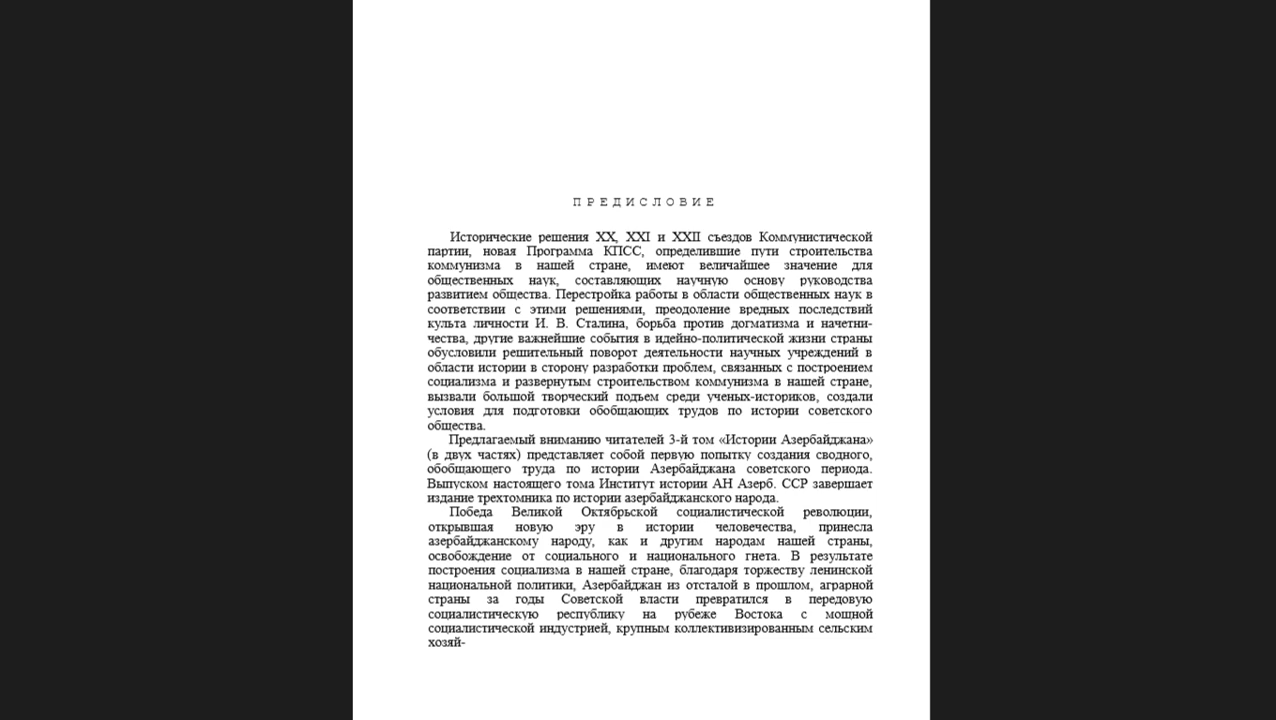 ПРЕДИСЛОВИЕ
Исторические решения XX, XXI и XXII съездов Коммунистической
партии, новая Программа КПСС, определившие пути строительства
коммунизма в нашей стране, имеют величайшее значение для
общественных наук, составляющих научную основу руководства
развитием общества. Перестройка работы в области общественных наук в
соответствии с этими решениями, преодоление вредных последствий
культа личности И. В. Сталина, борьба против догматизма и начетни-
чества, другие важнейшие события в идейно-политической жизни страны
обусловили решительный поворот деятельности научных учреждений в
области истории в сторону разработки проблем, связанных с построением
социализма и развернутым строительством коммунизма в нашей стране,
вызвали большой творческий подъем среди ученых-историков, создали
условия для подготовки обобщающих трудов по истории советского
общества.
Предлагаемый вниманию читателей 3-й том «Истории Азербайджана»
(в двух частях) представляет собой первую попытку создания сводного,
обобщающего труда по истории Азербайджана советского периода.
Выпуском настоящего тома Институт истории АН Азерб. ССР завершает
издание трехтомника по истории азербайджанского народа.
Победа Великой Октябрьской социалистической революции,
открывшая новую эру в истории человечества, принесла
азербайджанскому народу, как и другим народам нашей страны,
освобождение от социального и национального гнета. В результате
построения социализма в нашей стране, благодаря торжеству ленинской
национальной политики, Азербайджан из отсталой в прошлом, аграрной
страны за годы Советской власти превратился в передовую
социалистическую республику на рубеже Востока с мощной
социалистической индустрией, крупным коллективизированным сельским
хозяй-